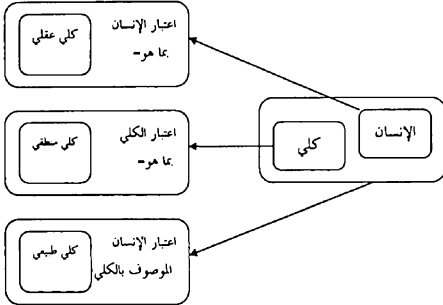 اعتبار الإنسان
بما هو-
كلي عقلي
الإنسان
كلي
اعتبار الكلي
بما هو-
كلي منطقي
اعتبار الإنسان
الموصوف بالكلي
كلي طبيعي